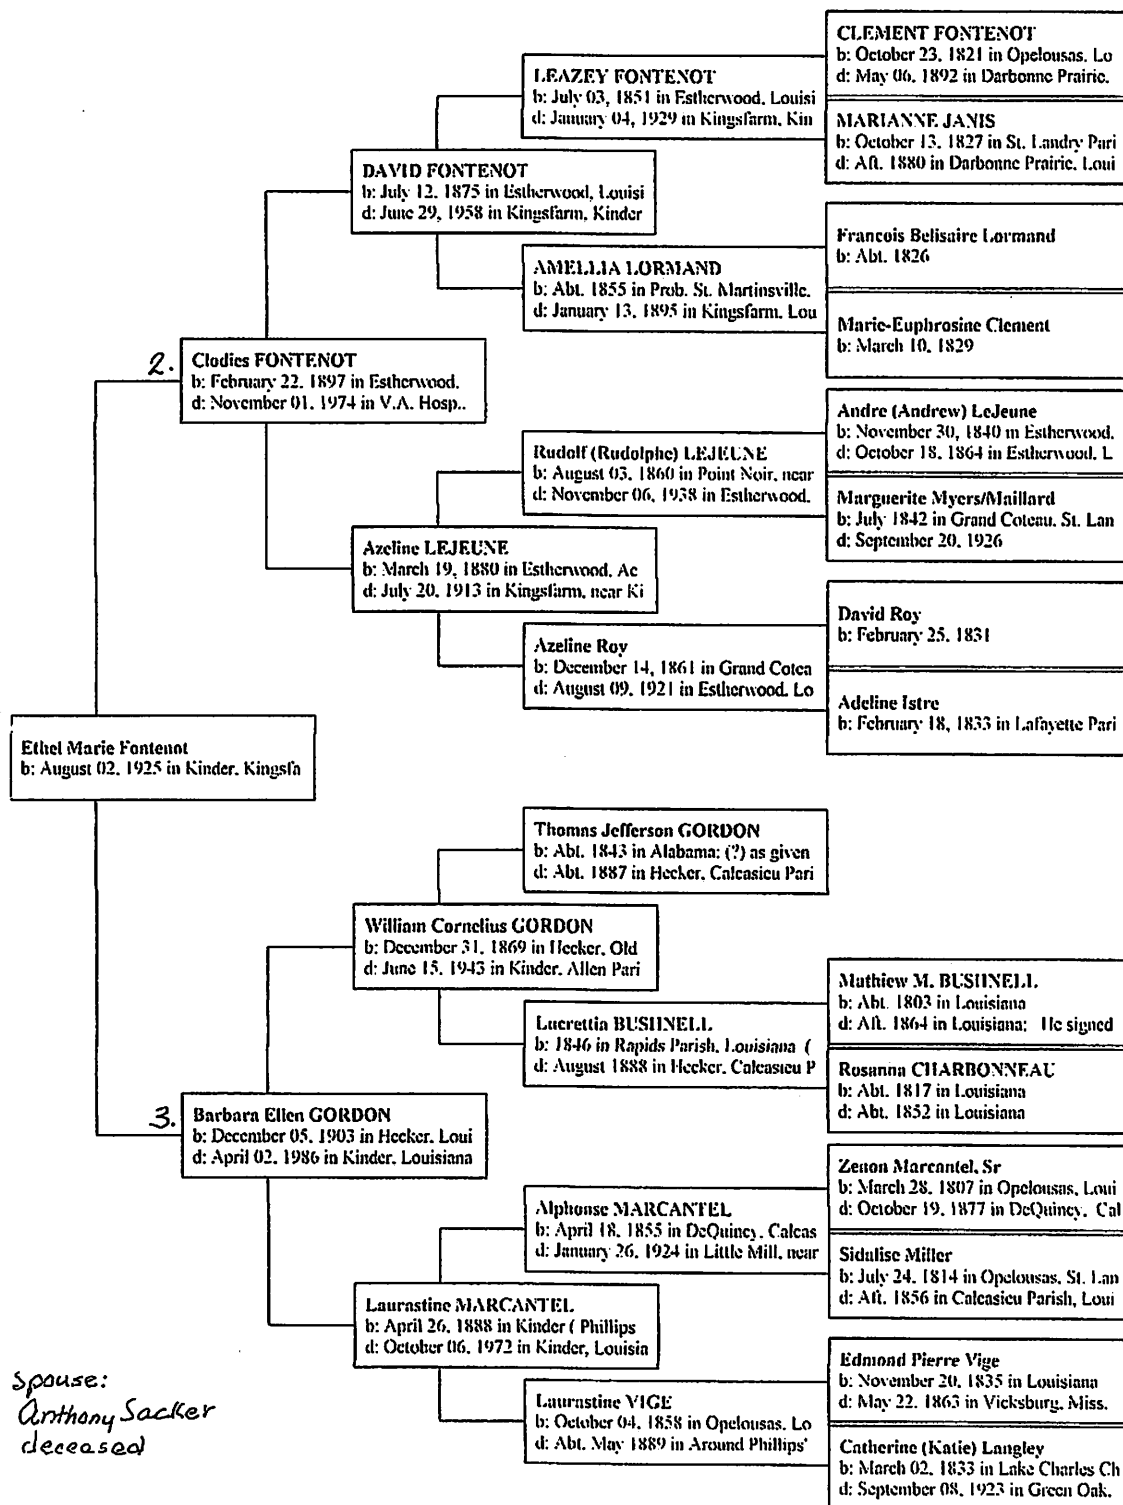 CLEMENT FONTENOT
b: October 23, 1821 in Opelousas, Lo
d: May 06, 1892 in Darbonne Prairie,
LEAZEY FONTENOT
b: July 03, 1851 in Estherwood, Louisi
d: January 04, 1929 in Kingsfarm, Kin
MARIANNE JANIS
b: October 13, 1827 in St. Landry Pari
d: Aft. 1880 in Darbonne Prairie, Loui
DAVID FONTENOT
b: July 12, 1875 in Estherwood, Louisi
d: June 29, 1958 in Kingsfarm, Kinder
Francois Belisaire Lormand
b: Abt. 1826
AMELLIA LORMAND
b: Abt. 1855 in Prob. St. Martinsville,
d: January 13, 1895 in Kingsfarm, Lou
Marie-Euphrosine Clement
b: March 10, 1829
2. Clodies FONTENOT
b: February 22, 1897 in Estherwood,
d: November 01, 1974 in V.A. Hosp.,
Andre (Andrew) LeJeune
b: November 30, 1840 in Estherwood,
d: October 18, 1864 in Estherwood, L
Rudolf (Rudolphe) LEJEUNE
b: August 03, 1860 in Point Noir, near
d: November 06, 1938 in Estherwood,
Marguerite Myers/Maillard
b: July 1842 in Grand Coteau, St. Lan
d: September 20, 1926
Azeline LEJEUNE
b: March 19, 1880 in Estherwood, Ac
d: July 20, 1913 in Kingsfarm, near Ki
David Roy
b: February 25, 1831
Azeline Roy
b: December 14, 1861 in Grand Cotea
d: August 09, 1921 in Estherwood, Lo
Adeline Istre
b: February 18, 1833 in Lafayette Pari
Ethel Marie Fontenot
b: August 02, 1925 in Kinder, Kingsfa
Thomas Jefferson GORDON
b: Abt. 1843 in Alabama; (?) as given
d: Abt. 1887 in Hecker, Calcasieu Pari
William Cornelius GORDON
b: December 31, 1869 in Hecker, Old
d: June 15, 1943 in Kinder, Allen Pari
Mathiew M. BUSHNELL
b: Abt. 1803 in Louisiana
d: Aft. 1864 in Louisiana; He signed
Lucrettia BUSHNELL
b: 1846 in Rapids Parish, Louisiana (
d: August 1888 in Hecker, Calcasieu P
Rosanna CHARBONNEAU
b: Abt. 1817 in Louisiana
d: Abt. 1852 in Louisiana
3. Barbara Ellen GORDON
b: December 05, 1903 in Hecker, Loui
d: April 02, 1986 in Kinder, Louisiana
Zenon Marcantel, Sr
b: March 28, 1807 in Opelousas, Loui
d: October 19, 1877 in DeQuincy, Cal
Alphonse MARCANTEL
b: April 18, 1855 in DeQuincy, Calcas
d: January 26, 1924 in Little Mill, near
Sidalise Miller
b: July 24, 1814 in Opelousas, St. Lan
d: Aft. 1856 in Calcasieu Parish, Loui
Laurastine MARCANTEL
b: April 26, 1888 in Kinder ( Phillips
d: October 06, 1972 in Kinder, Louisia
Edmond Pierre Vige
b: November 20, 1835 in Louisiana
d: May 22, 1863 in Vicksburg, Miss.
Laurastine VIGE
b: October 04, 1858 in Opelousas, Lo
d: Abt. May 1889 in Around Phillips'
Catherine (Katie) Langley
b: March 02, 1833 in Lake Charles Ch
d: September 08, 1923 in Green Oak,
spouse:
Anthony Sacker
deceased